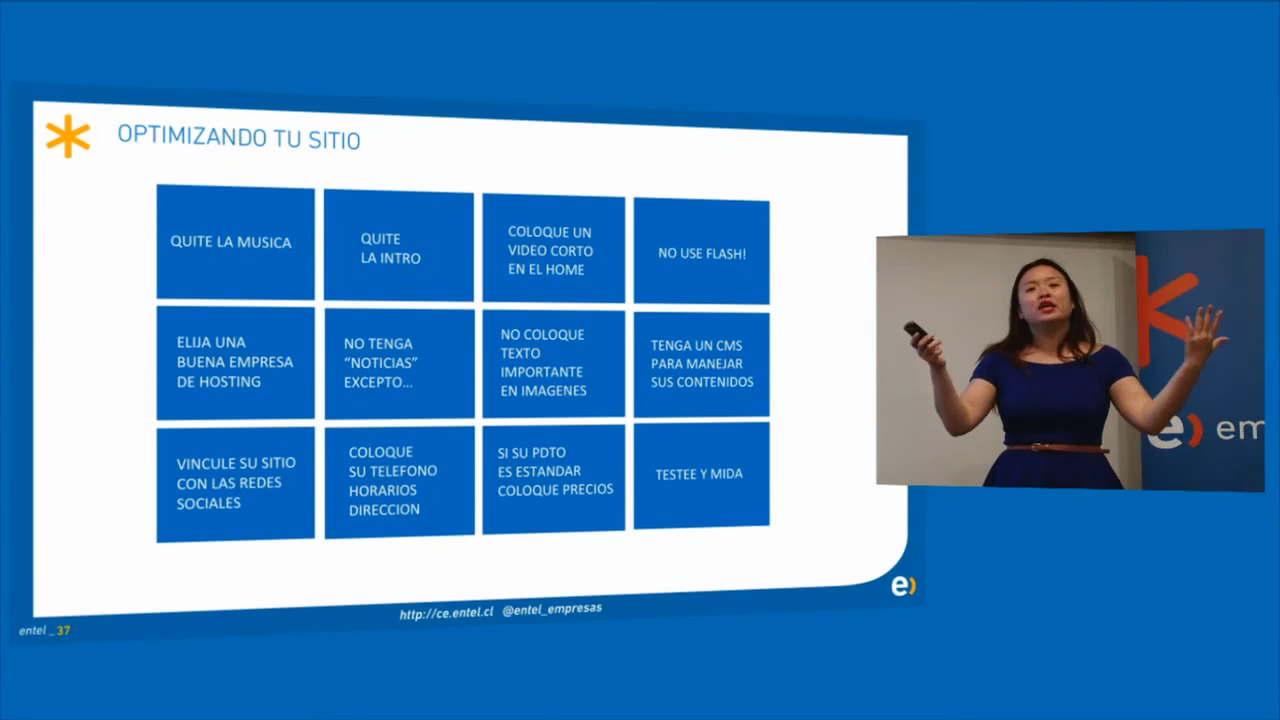 OPTIMIZANDO TU SITIO
QUITE LA MUSICA
QUITE
LA INTRO
COLOQUE UN
VIDEO CORTO
EN EL HOME
NO USE FLASH!
ELIJA UNA
BUENA EMPRESA
DE HOSTING
NO TENGA
“NOTICIAS”
EXCEPTO...
NO COLOQUE
TEXTO
IMPORTANTE
EN IMAGENES
TENGA UN CMS
PARA MANEJAR
SUS CONTENIDOS
VINCULE SU SITIO
CON LAS REDES
SOCIALES
COLOQUE
SU TELEFONO
HORARIOS
DIRECCION
SI SU PDTO
ES ESTANDAR
COLOQUE PRECIOS
TESTEE Y MIDA
e)
http://ce.entel.cl @entel_empresas
entel _37
e) em